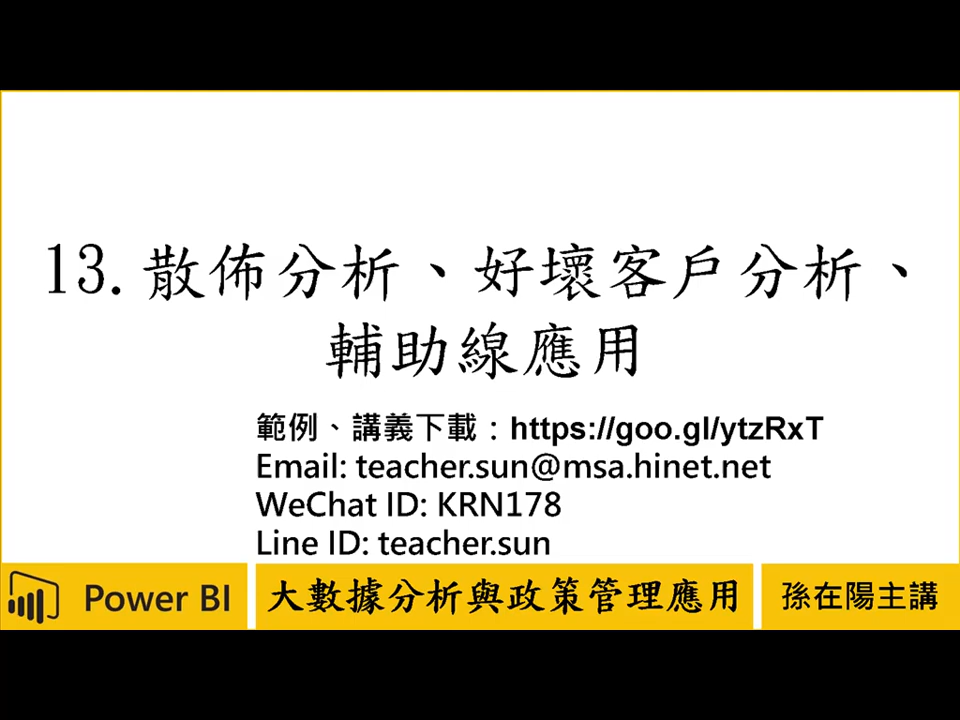 13.散佈分析、好壞客戶分析、
輔助線應用
範例、講義下載：https://goo.gl/ytzRxT
Email: teacher.sun@msa.hinet.net
WeChat ID: KRN178
Line ID: teacher.sun
Power BI
大數據分析與政策管理應用
孫在陽主講